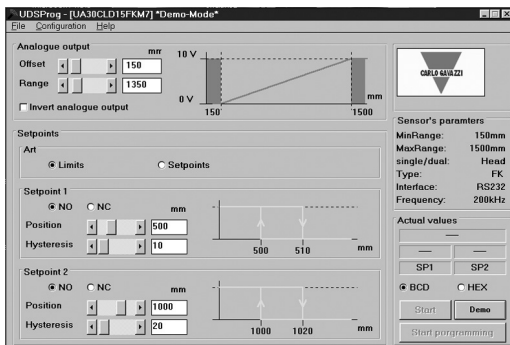 UDSProg - [UA30CLD15FKM7] *Demo-Mode*
File Configuration Help
Analogue output
mm
Offset 150
Range 1350
Invert analogue output
10 V
0 V
mm
150 1500
Setpoints
Art
Limits Setpoints
Setpoint 1
NO NC mm
Position 500
Hysteresis 10
500 510 mm
Setpoint 2
NO NC mm
Position 1000
Hysteresis 20
1000 1020 mm
CARLO GAVAZZI
Sensor's paramters
MinRange: 150mm
MaxRange: 1500mm
single/dual: Head
Type: FK
Interface: RS232
Frequency: 200kHz
Actual values
SP1 SP2
BCD HEX
Start Demo
Start porgramming